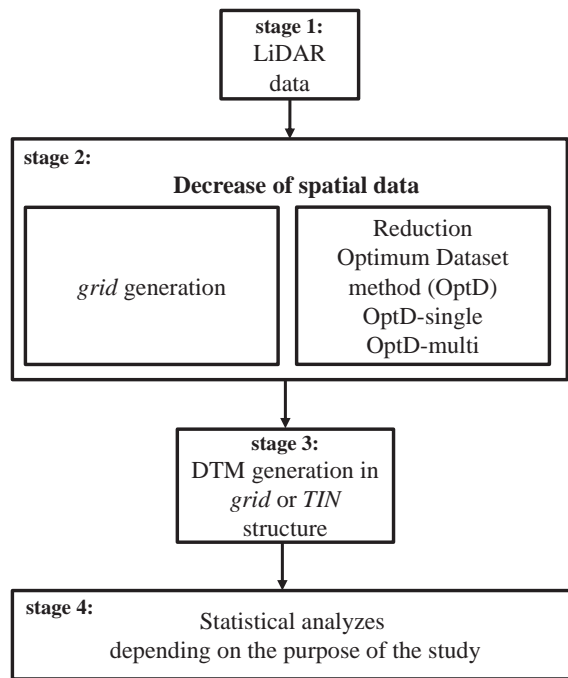 stage 1:
LiDAR
data
stage 2:
Decrease of spatial data
grid generation
Reduction
Optimum Dataset
method (OptD)
OptD-single
OptD-multi
stage 3:
DTM generation in
grid or TIN
structure
stage 4:
Statistical analyzes
depending on the purpose of the study